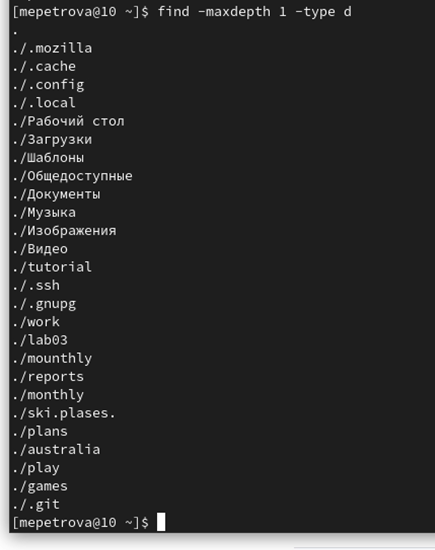 [mepetrova@10 ~]$ find -maxdepth 1 -type d
.
./.mozilla
./.cache
./.config
./.local
./Рабочий стол
./Загрузки
./Шаблоны
./Общедоступные
./Документы
./Музыка
./Изображения
./Видео
./tutorial
./.ssh
./.gnupg
./work
./lab03
./mounthly
./reports
./monthly
./ski.plases.
./plans
./australia
./play
./games
./.git
[mepetrova@10 ~]$